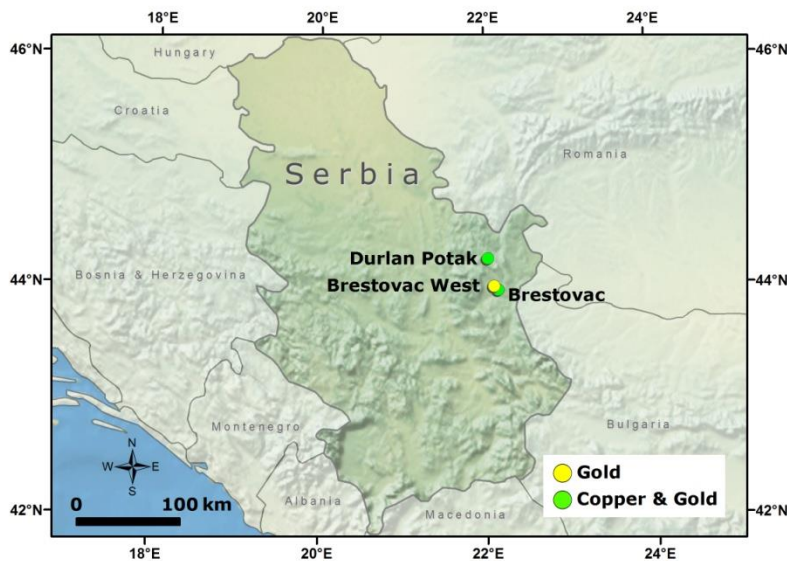 18°E 20°E 22°E 24°E
46°N 46°N
Hungary
Croatia
Romania
Serbia
Durlan Potak
Bosnia & Herzegovina
44°N 44°N
Brestovac West
Brestovac
Montenegro
Bulgaria
N
W E
S
Gold
0 100 km
Copper & Gold
Albania
Macedonia
42°N 42°N
18°E 20°E 22°E 24°E